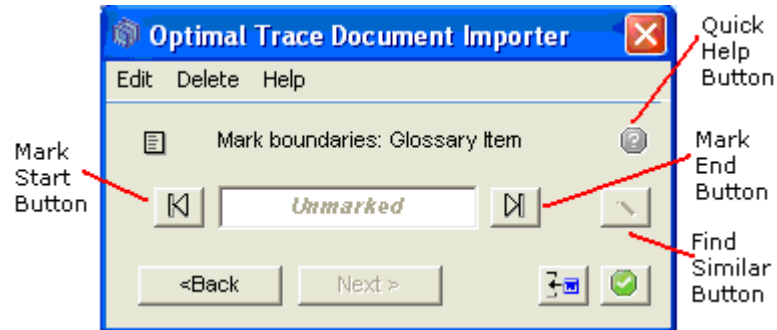 Optimal Trace Document Importer
Quick
Help
Button
Edit Delete Help
Mark boundaries: Glossary Item
Mark
Start
Button
Unmarked
Mark
End
Button
Find
Similar
Button
<Back
Next >